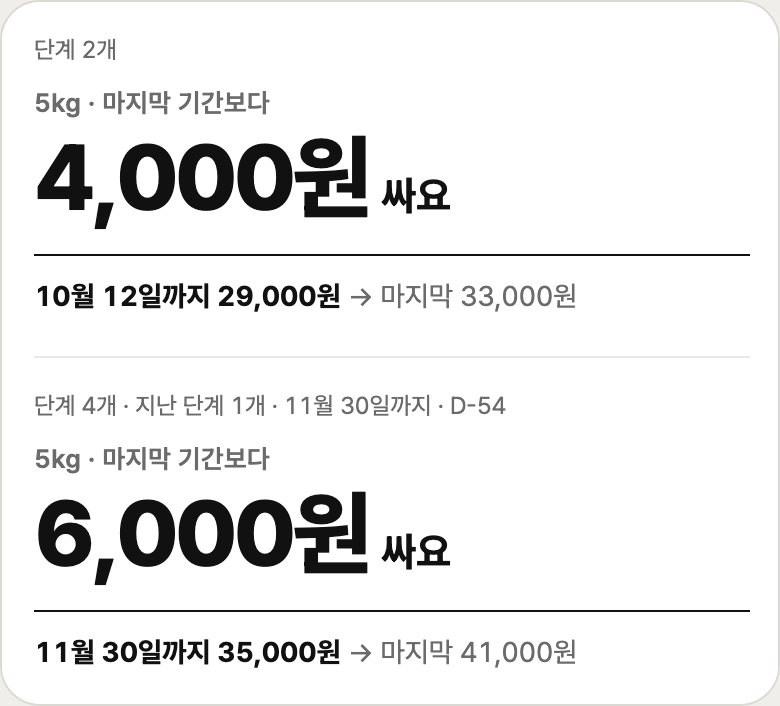 단계 2개
5kg · 마지막 기간보다
4,000원 싸요
10월 12일까지 29,000원 → 마지막 33,000원
단계 4개 · 지난 단계 1개 · 11월 30일까지 · D-54
5kg · 마지막 기간보다
6,000원 싸요
11월 30일까지 35,000원 → 마지막 41,000원